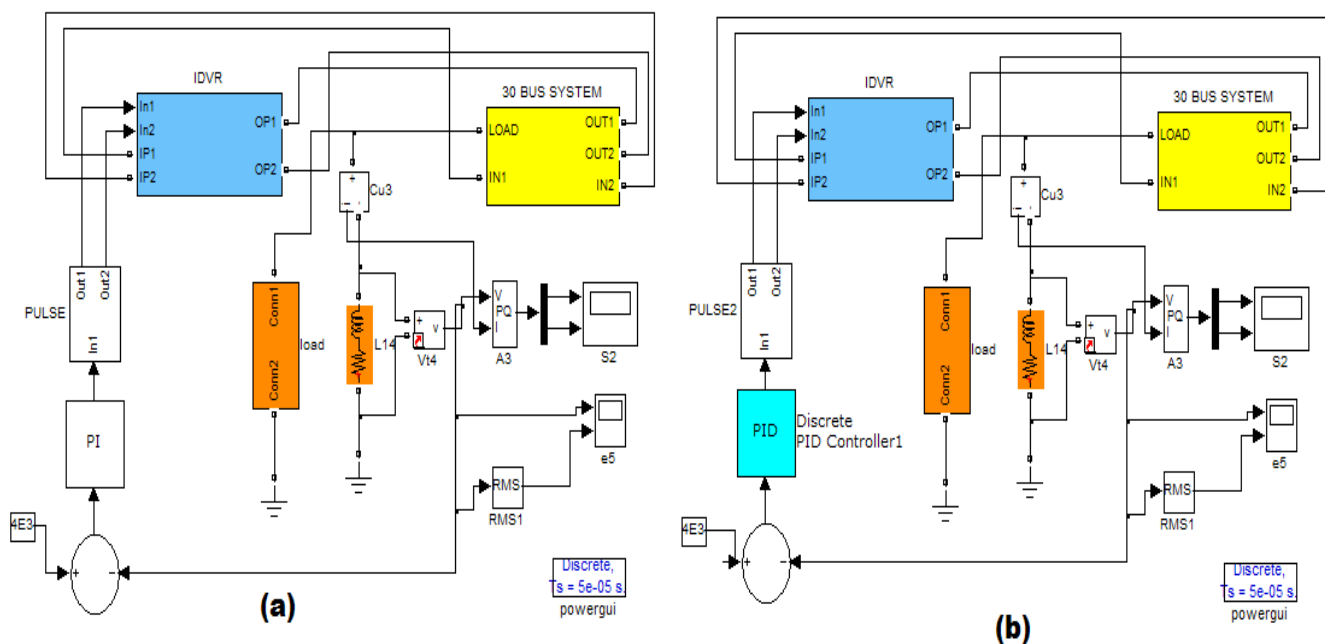 IDVR
In1
In2
IP1
IP2
OP1
OP2
30 BUS SYSTEM
LOAD
IN1
OUT1
OUT2
IN2
Cu3
+
-
Out1
Out2
PULSE
In1
Conn1
Conn2
load
L14
+
-
v
Vt4
V
PQ
I
A3
S2
PI
e5
RMS
RMS1
4E3
+
-
Discrete,
Ts = 5e-05 s.
powergui
(a)
IDVR
In1
In2
IP1
IP2
OP1
OP2
30 BUS SYSTEM
LOAD
IN1
OUT1
OUT2
IN2
Cu3
+
-
Out1
Out2
PULSE2
In1
Conn1
Conn2
load
L14
+
-
v
Vt4
V
PQ
I
A3
S2
PID
Discrete
PID Controller1
e5
RMS
RMS1
4E3
+
-
Discrete,
Ts = 5e-05 s.
powergui
(b)